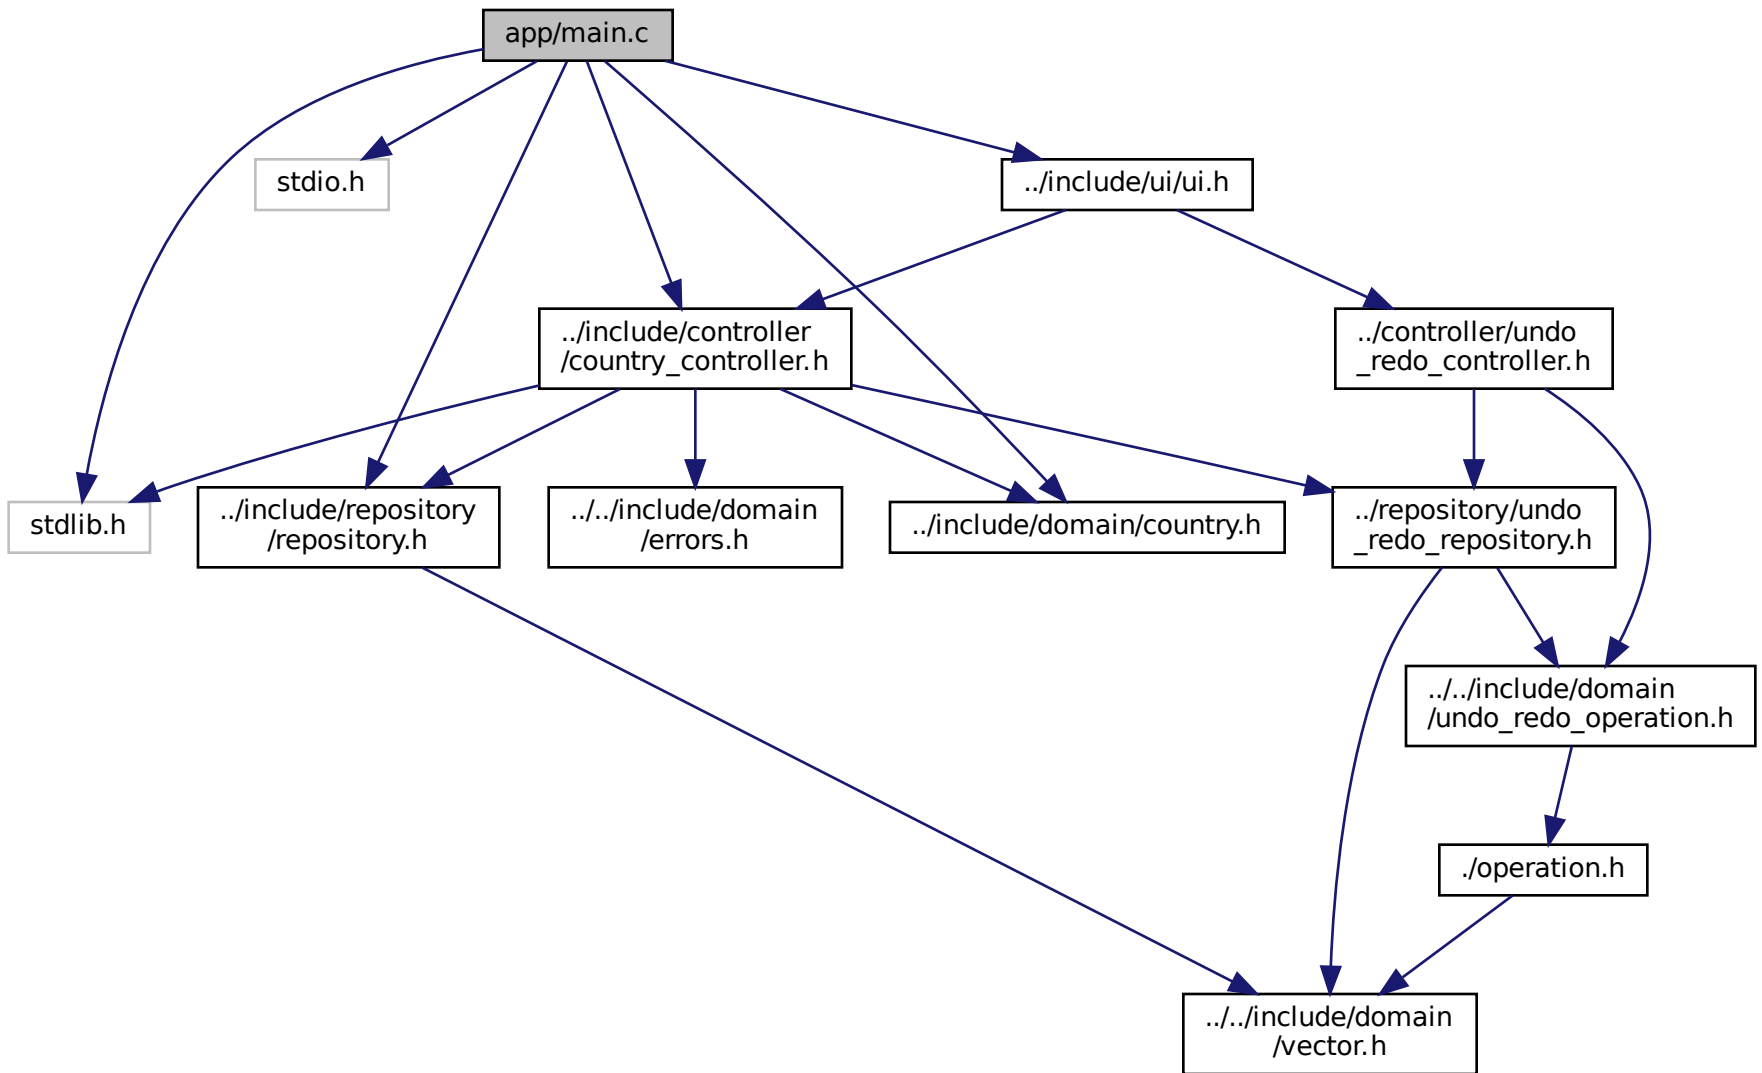 app/main.c
stdio.h
../include/ui/ui.h
../include/controller
/country_controller.h
../controller/undo
_redo_controller.h
stdlib.h
../include/repository
/repository.h
../../include/domain
/errors.h
../include/domain/country.h
../repository/undo
_redo_repository.h
../../include/domain
/undo_redo_operation.h
./operation.h
../../include/domain
/vector.h